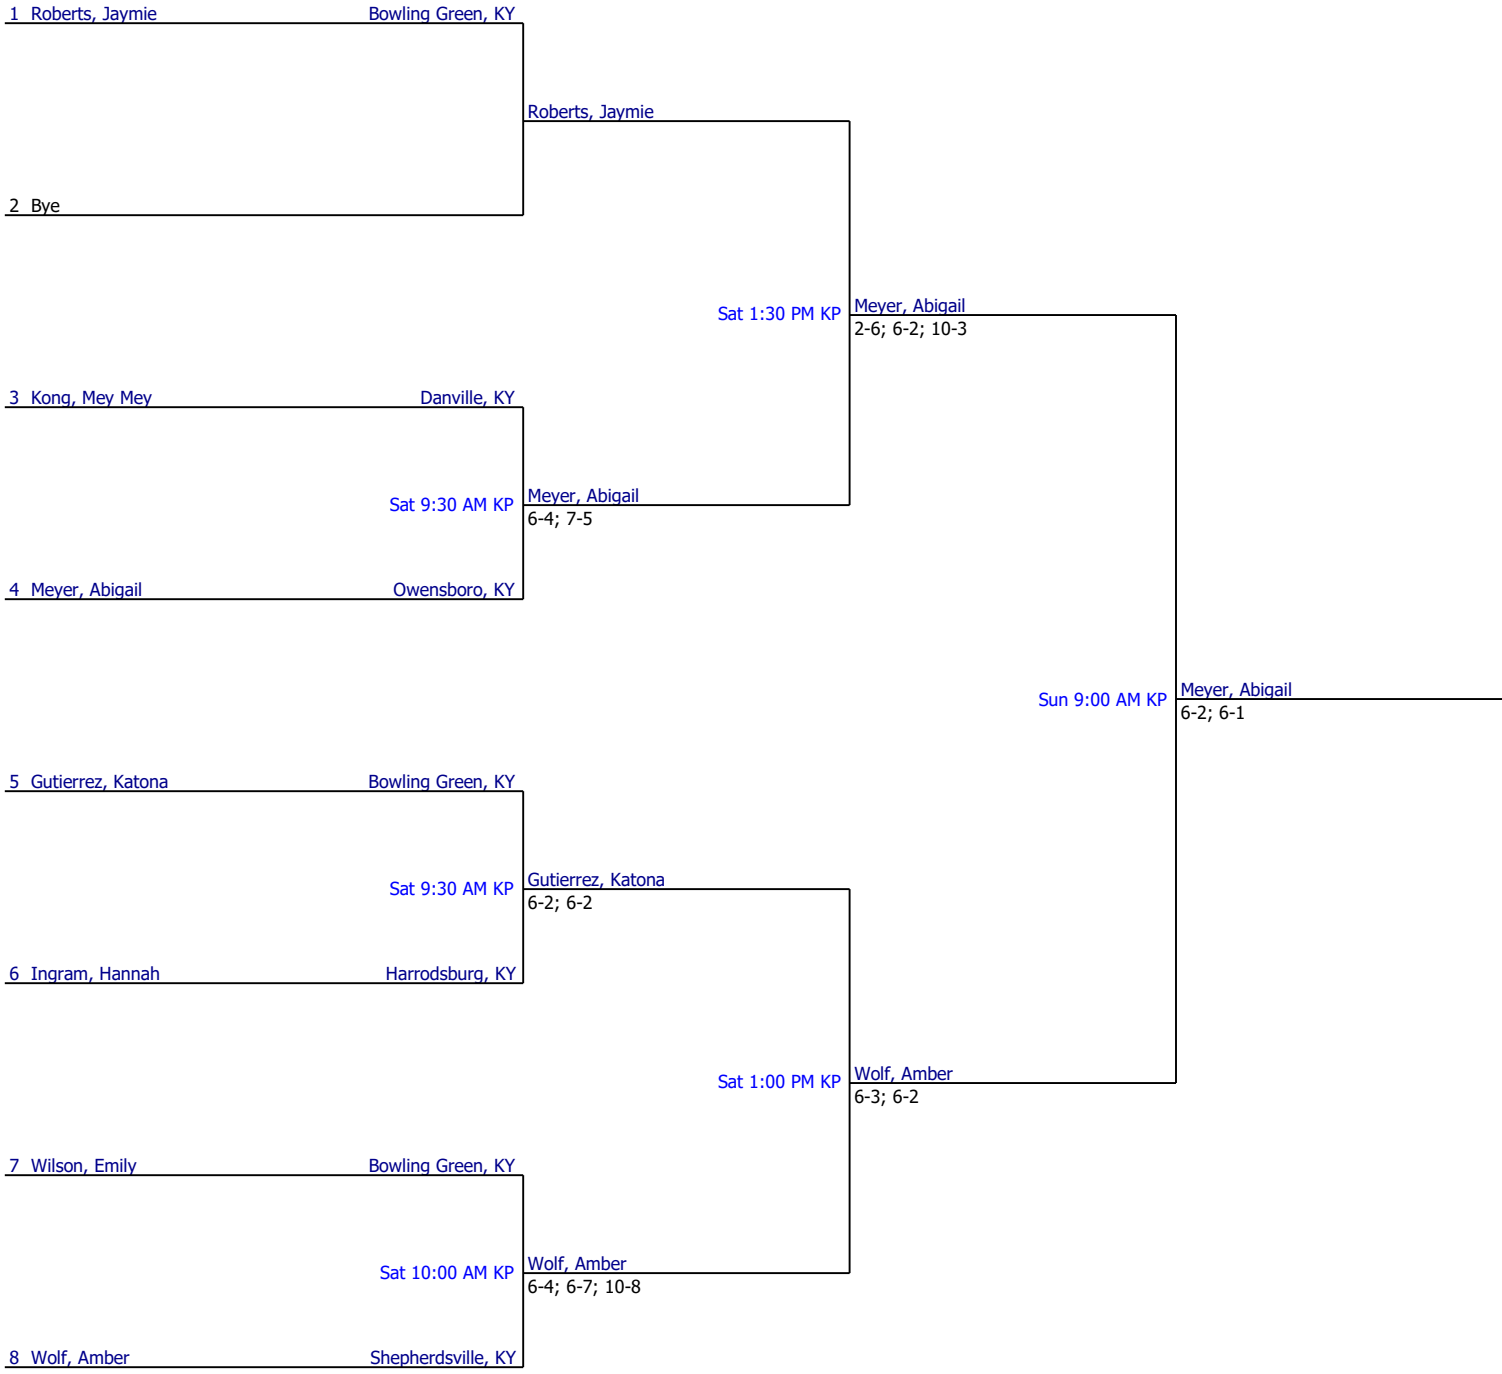 1 Roberts, Jaymie Bowling Green, KY
Roberts, Jaymie
2 Bye
Sat 1:30 PM KP Meyer, Abigail
2-6; 6-2; 10-3
3 Kong, Mey Mey Danville, KY
Sat 9:30 AM KP Meyer, Abigail
6-4; 7-5
4 Meyer, Abigail Owensboro, KY
Sun 9:00 AM KP Meyer, Abigail
6-2; 6-1
5 Gutierrez, Katona Bowling Green, KY
Sat 9:30 AM KP Gutierrez, Katona
6-2; 6-2
6 Ingram, Hannah Harrodsburg, KY
Sat 1:00 PM KP Wolf, Amber
6-3; 6-2
7 Wilson, Emily Bowling Green, KY
Sat 10:00 AM KP Wolf, Amber
6-4; 6-7; 10-8
8 Wolf, Amber Shepherdsville, KY